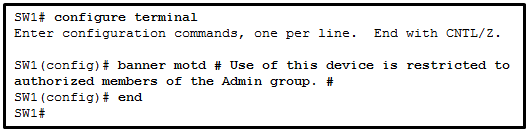 SW1# configure terminal
Enter configuration commands, one per line.  End with CNTL/Z.
SW1(config)# banner motd # Use of this device is restricted to
authorized members of the Admin group. #
SW1(config)# end
SW1#